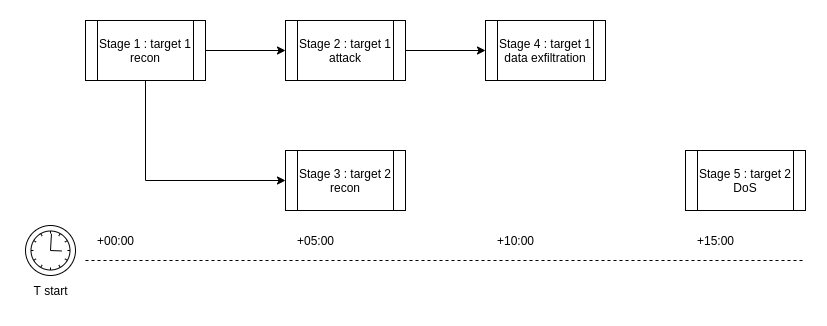 Stage 1 : target 1
recon
Stage 2 : target 1
attack
Stage 4 : target 1
data exfiltration
Stage 3 : target 2
recon
Stage 5 : target 2
DoS
+00:00
+05:00
+10:00
+15:00
T start